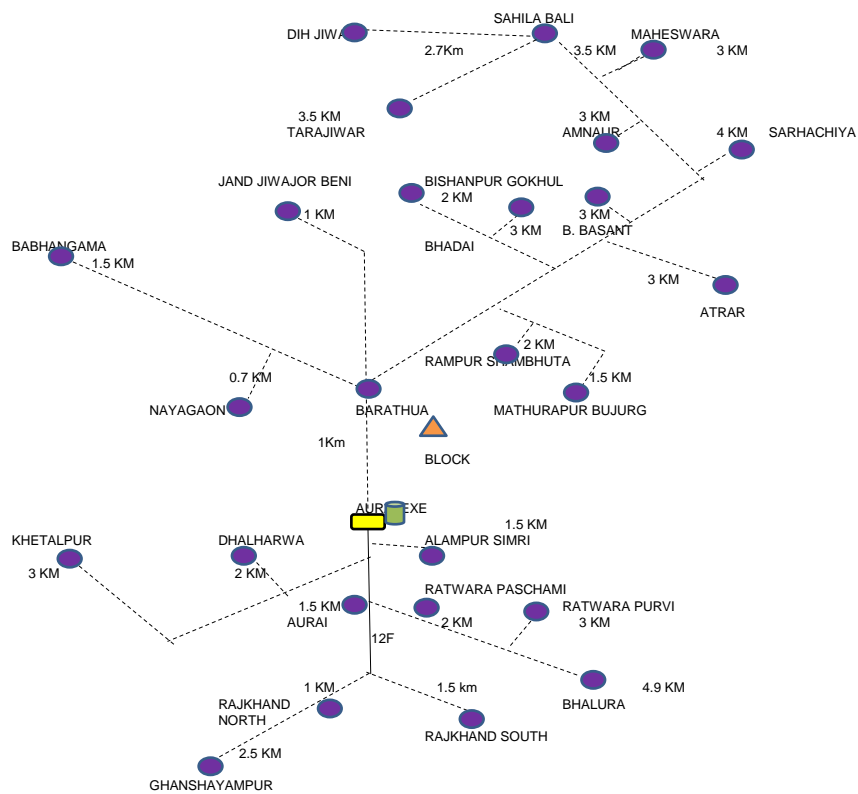 SAHILA BALI
DIH JIWA
MAHESWARA
2.7Km
3.5 KM
3 KM
3.5 KM
TARAJIWAR
3 KM
AMNAUR
4 KM
SARHACHIYA
JAND JIWAJOR BENI
BISHANPUR GOKHUL
2 KM
1 KM
3 KM
3 KM
B. BASANT
BHADAI
BABHANGAMA
1.5 KM
3 KM
ATRAR
2 KM
RAMPUR SHAMBHUTA
0.7 KM
1.5 KM
NAYAGAON
BARATHUA
MATHURAPUR BUJURG
1Km
BLOCK
EXE
1.5 KM
KHETALPUR
DHALHARWA
ALAMPUR SIMRI
3 KM
2 KM
RATWARA PASCHAMI
1.5 KM
AURAI
2 KM
RATWARA PURVI
3 KM
12F
1 KM
1.5 km
4.9 KM
RAJKHAND
NORTH
BHALURA
RAJKHAND SOUTH
2.5 KM
GHANSHAYAMPUR